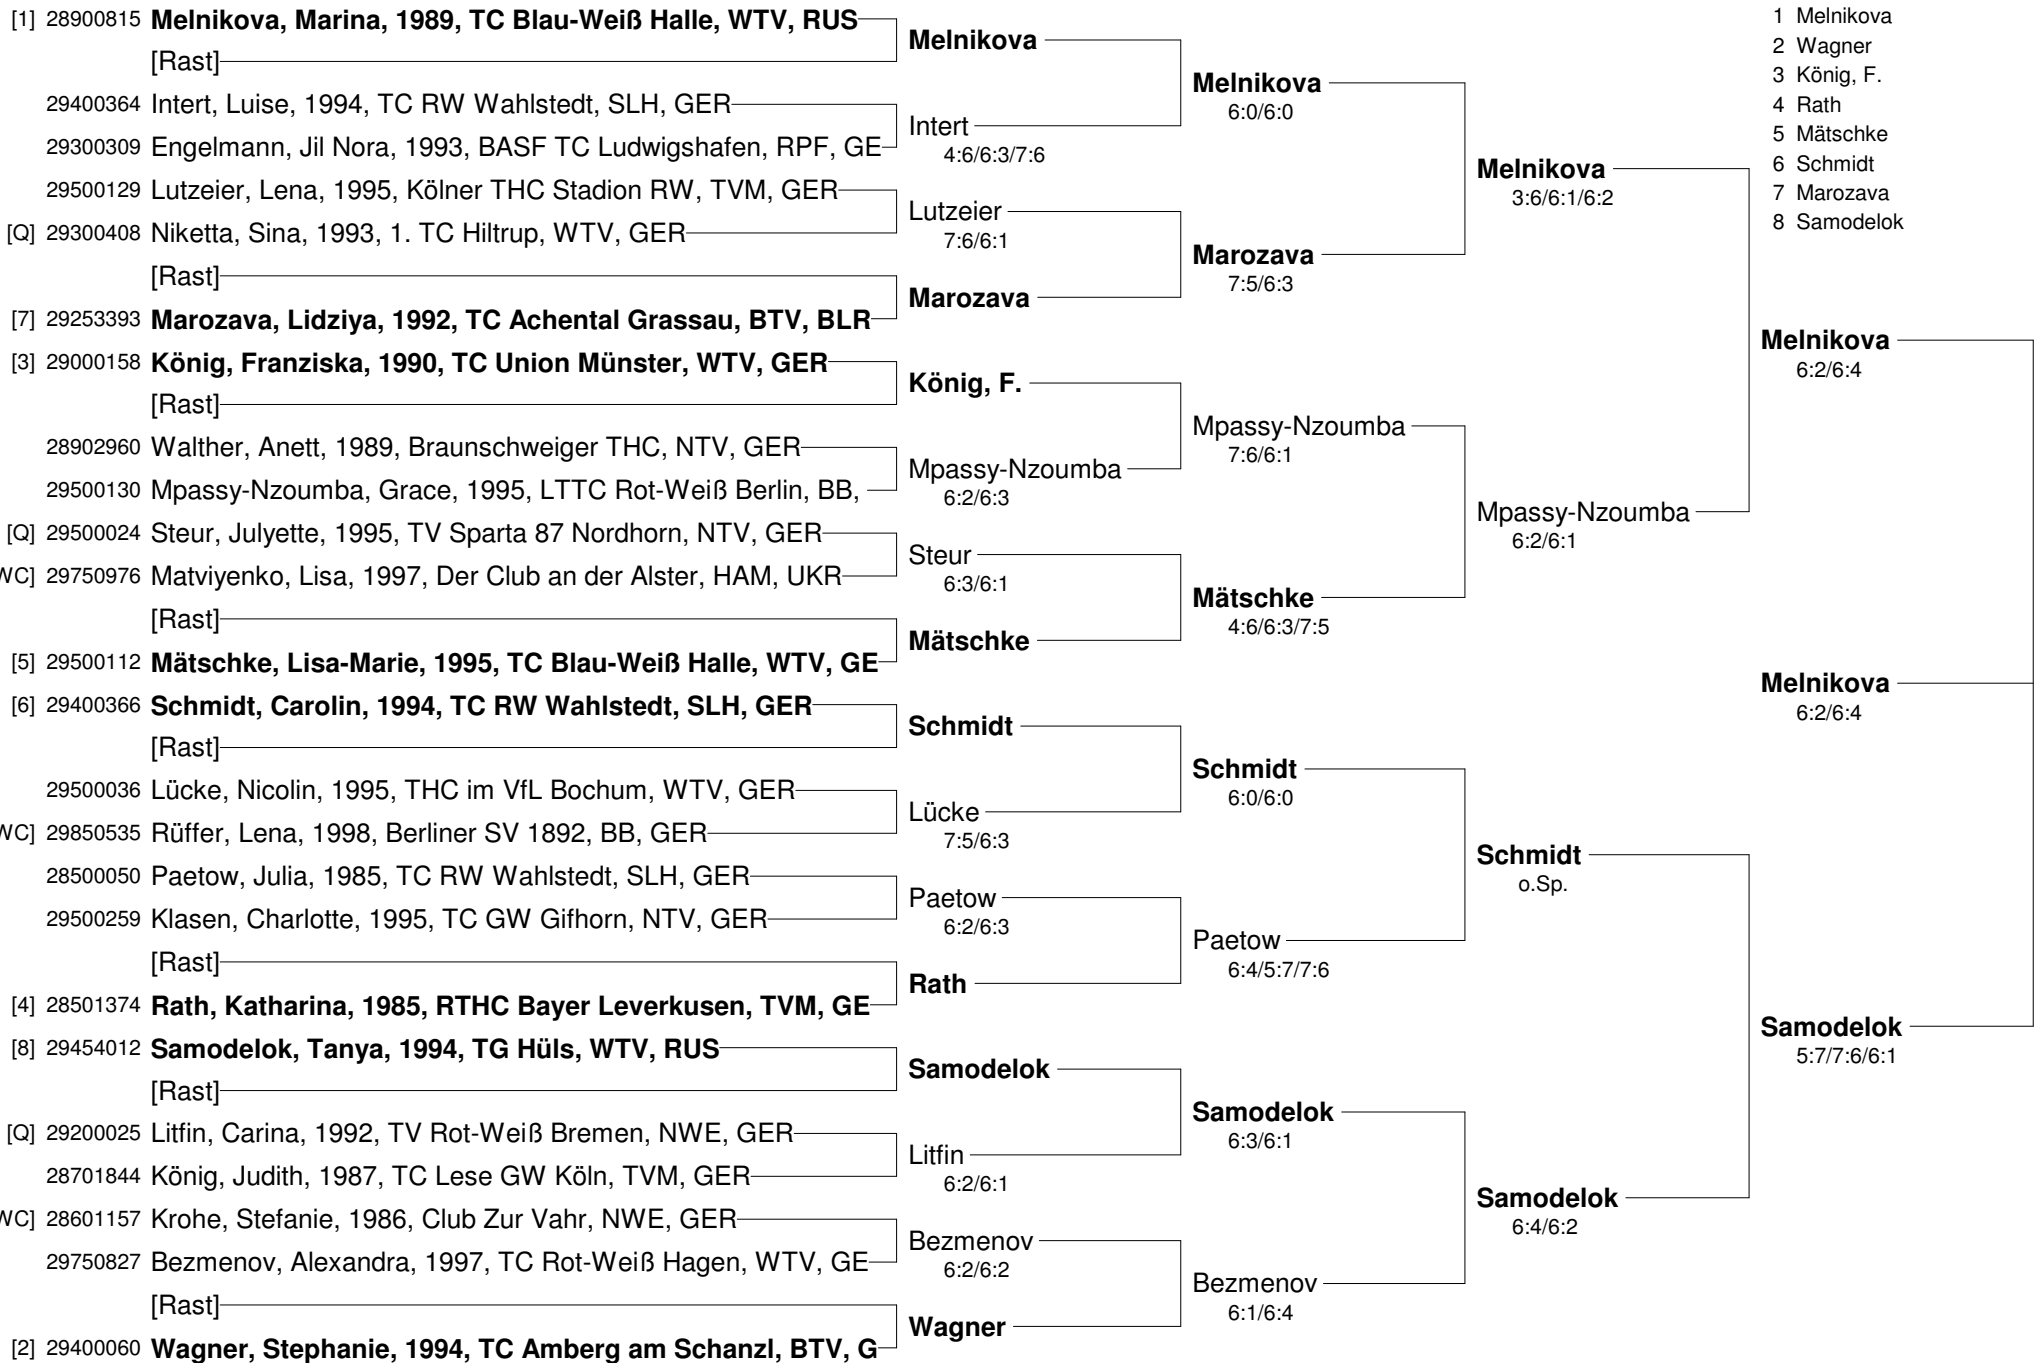 [1] 28900815 Melnikova, Marina, 1989, TC Blau-Weiß Halle, WTV, RUS
[Rast]
29400364 Intert, Luise, 1994, TC RW Wahlstedt, SLH, GER
29300309 Engelmann, Jil Nora, 1993, BASF TC Ludwigshafen, RPF, GE
29500129 Lutzeier, Lena, 1995, Kölner THC Stadion RW, TVM, GER
[Q] 29300408 Niketta, Sina, 1993, 1. TC Hiltrup, WTV, GER
[Rast]
[7] 29253393 Marozava, Lidziya, 1992, TC Achental Grassau, BTV, BLR
[3] 29000158 König, Franziska, 1990, TC Union Münster, WTV, GER
[Rast]
28902960 Walther, Anett, 1989, Braunschweiger THC, NTV, GER
29500130 Mpassy-Nzoumba, Grace, 1995, LTTC Rot-Weiß Berlin, BB,
[Q] 29500024 Steur, Julyette, 1995, TV Sparta 87 Nordhorn, NTV, GER
WC] 29750976 Matviyenko, Lisa, 1997, Der Club an der Alster, HAM, UKR
[Rast]
[5] 29500112 Mätschke, Lisa-Marie, 1995, TC Blau-Weiß Halle, WTV, GE
[6] 29400366 Schmidt, Carolin, 1994, TC RW Wahlstedt, SLH, GER
[Rast]
29500036 Lücke, Nicolin, 1995, THC im VfL Bochum, WTV, GER
WC] 29850535 Rüffer, Lena, 1998, Berliner SV 1892, BB, GER
28500050 Paetow, Julia, 1985, TC RW Wahlstedt, SLH, GER
29500259 Klasen, Charlotte, 1995, TC GW Gifhorn, NTV, GER
[Rast]
[4] 28501374 Rath, Katharina, 1985, RTHC Bayer Leverkusen, TVM, GE
[8] 29454012 Samodelok, Tanya, 1994, TG Hüls, WTV, RUS
[Rast]
[Q] 29200025 Litfin, Carina, 1992, TV Rot-Weiß Bremen, NWE, GER
28701844 König, Judith, 1987, TC Lese GW Köln, TVM, GER
WC] 28601157 Krohe, Stefanie, 1986, Club Zur Vahr, NWE, GER
29750827 Bezmenov, Alexandra, 1997, TC Rot-Weiß Hagen, WTV, GE
[Rast]
[2] 29400060 Wagner, Stephanie, 1994, TC Amberg am Schanzl, BTV, G
Melnikova
Intert
4:6/6:3/7:6
Lutzeier
7:6/6:1
Marozava
König, F.
Mpassy-Nzoumba
6:2/6:3
Steur
6:3/6:1
Mätschke
Schmidt
Lücke
7:5/6:3
Paetow
6:2/6:3
Rath
Samodelok
Litfin
6:2/6:1
Bezmenov
6:2/6:2
Wagner
Melnikova
6:0/6:0
Marozava
7:5/6:3
Mpassy-Nzoumba
7:6/6:1
Mätschke
4:6/6:3/7:5
Schmidt
6:0/6:0
Paetow
6:4/5:7/7:6
Samodelok
6:3/6:1
Bezmenov
6:1/6:4
Melnikova
3:6/6:1/6:2
Mpassy-Nzoumba
6:2/6:1
Schmidt
o.Sp.
Samodelok
6:4/6:2
1 Melnikova
2 Wagner
3 König, F.
4 Rath
5 Mätschke
6 Schmidt
7 Marozava
8 Samodelok
Melnikova
6:2/6:4
Melnikova
6:2/6:4
Samodelok
5:7/7:6/6:1